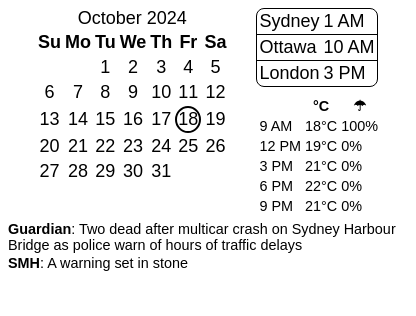 October 2024
Su Mo Tu We Th Fr Sa
1 2 3 4 5
6 7 8 9 10 11 12
13 14 15 16 17 18 19
20 21 22 23 24 25 26
27 28 29 30 31
Sydney 1 AM
Ottawa 10 AM
London 3 PM
°C ☂
9 AM 18°C 100%
12 PM 19°C 0%
3 PM 21°C 0%
6 PM 22°C 0%
9 PM 21°C 0%
Guardian: Two dead after multicar crash on Sydney Harbour
Bridge as police warn of hours of traffic delays
SMH: A warning set in stone